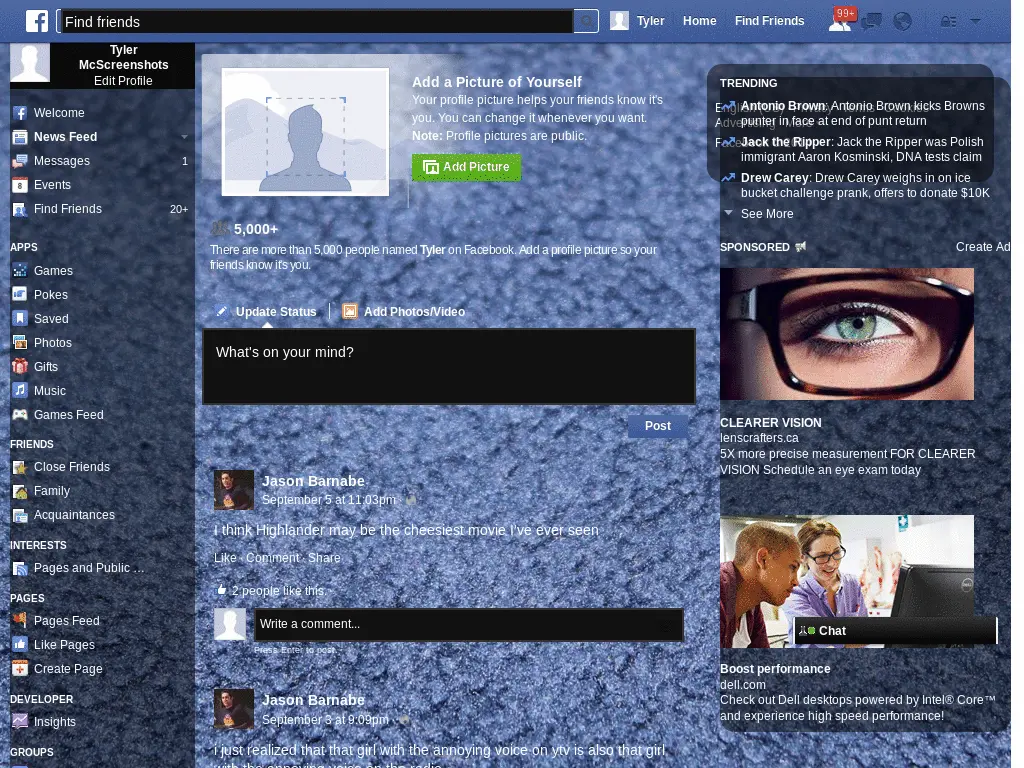 Find friends
Tyler
Home
Find Friends
99+
Tyler
McScreenshots
Edit Profile
Welcome
News Feed
Messages 1
Events
Find Friends 20+
APPS
Games
Pokes
Saved
Photos
Gifts
Music
Games Feed
FRIENDS
Close Friends
Family
Acquaintances
INTERESTS
Pages and Public ...
PAGES
Pages Feed
Like Pages
Create Page
DEVELOPER
Insights
GROUPS
Add a Picture of Yourself
Your profile picture helps your friends know it's
you. You can change it whenever you want.
Note: Profile pictures are public.
Add Picture
5,000+
There are more than 5,000 people named Tyler on Facebook. Add a profile picture so your
friends know it's you.
Update Status
Add Photos/Video
What's on your mind?
Post
Jason Barnabe
September 5 at 11:03pm ·
I think Highlander may be the cheesiest movie I've ever seen
Like · Comment · Share
2 people like this.
Write a comment...
Press Enter to post.
Jason Barnabe
September 3 at 9:09pm ·
i just realized that that girl with the annoying voice on ytv is also that girl
with the annoying voice on the radio
TRENDING
Antonio Brown: Antonio Brown kicks Browns
punter in face at end of punt return
Jack the Ripper: Jack the Ripper was Polish
immigrant Aaron Kosminski, DNA tests claim
Drew Carey: Drew Carey weighs in on ice
bucket challenge prank, offers to donate $10K
See More
SPONSORED
Create Ad
CLEARER VISION
lenscrafters.ca
5X more precise measurement FOR CLEARER
VISION Schedule an eye exam today
Chat
Boost performance
dell.com
Check out Dell desktops powered by Intel® Core™
and experience high speed performance!